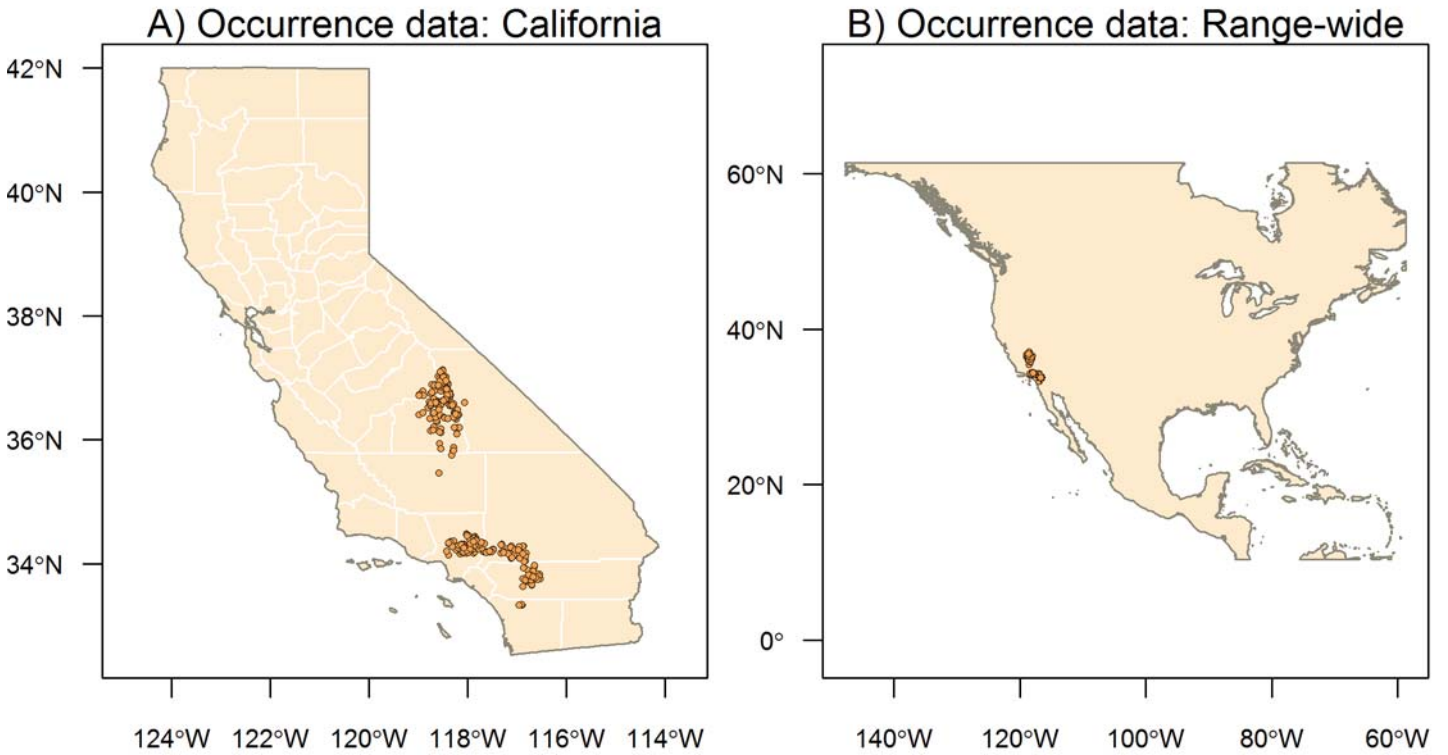 A) Occurrence data: California
42°N
40°N
38°N
36°N
34°N
124°W 122°W 120°W 118°W 116°W 114°W
B) Occurrence data: Range-wide
60°N
40°N
20°N
0°
140°W 120°W 100°W 80°W 60°W